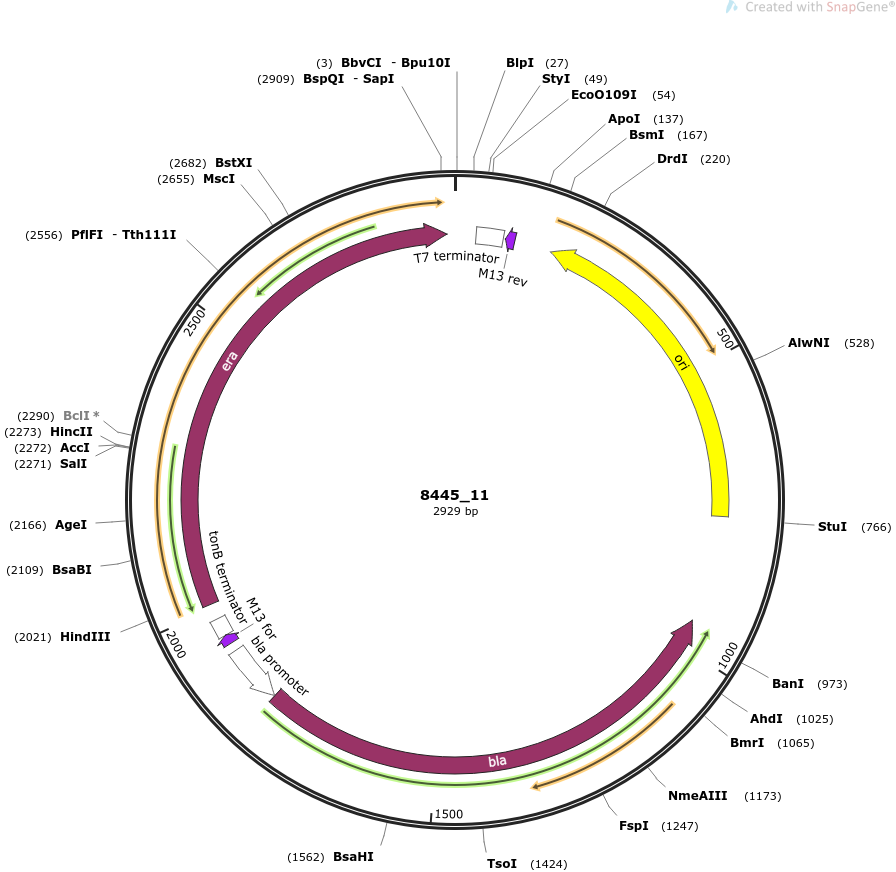 Created with SnapGene®
(3) BbvCI - Bpu10I
(2909) BspQI - SapI
BlpI (27)
StyI (49)
EcoO109I (54)
ApoI (137)
BsmI (167)
DrdI (220)
(2682) BstXI
(2655) MscI
(2556) PflFI - Tth111I
T7 terminator
M13 rev
2500
era
500
ori
AlwNI (528)
(2290) BclI *
(2273) HincII
(2272) AccI
(2271) SalI
8445_11
2929 bp
(2166) AgeI
StuI (766)
(2109) BsaBI
tonB terminator
M13 for
bla promoter
(2021) HindIII
2000
1000
BanI (973)
AhdI (1025)
BmrI (1065)
bla
NmeAIII (1173)
1500
FspI (1247)
(1562) BsaHI
TsoI (1424)